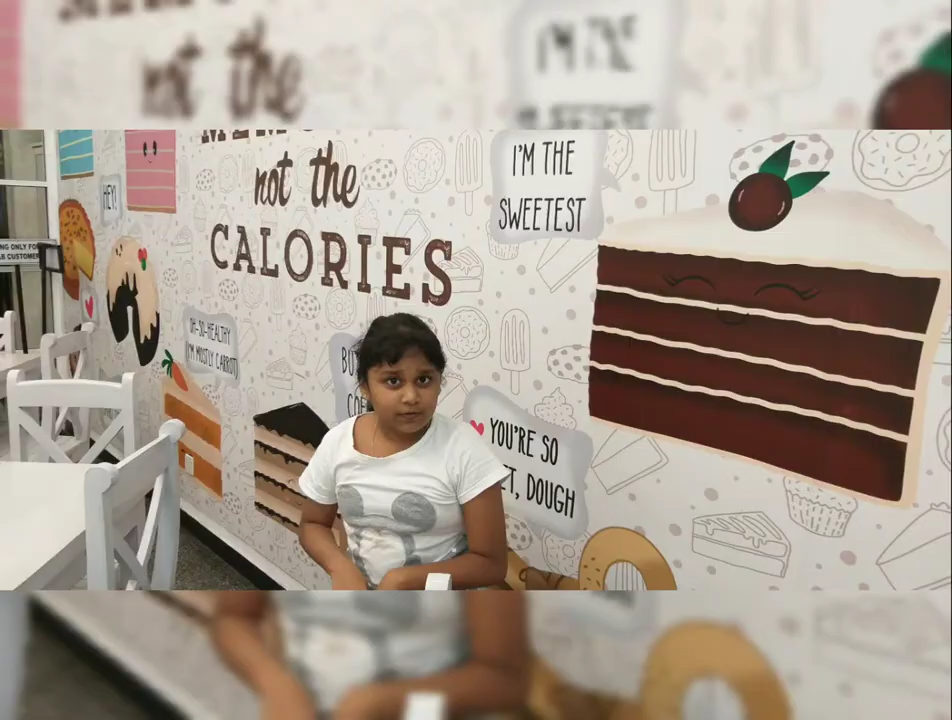 not the
CALORIES
I'M THE
SWEETEST
HEY!
OH-SO-HEALTHY
(I'M MOSTLY CARROT)
YOU'RE SO
DOUGH